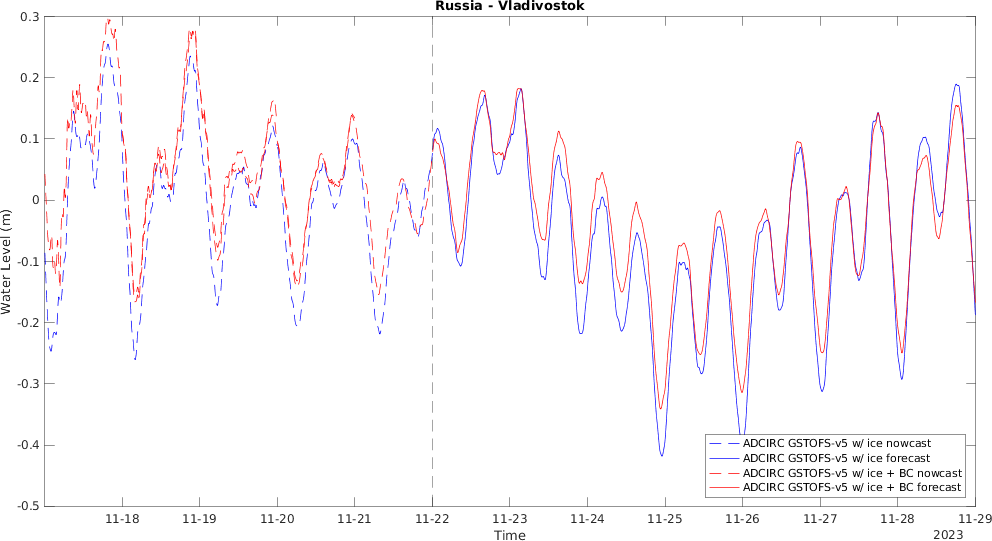 Russia - Vladivostok
0.3
0.2
0.1
0
-0.1
-0.2
-0.3
-0.4
-0.5
Water Level (m)
ADCIRC GSTOFS-v5 w/ ice nowcast
ADCIRC GSTOFS-v5 w/ ice forecast
ADCIRC GSTOFS-v5 w/ ice + BC nowcast
ADCIRC GSTOFS-v5 w/ ice + BC forecast
11-18 11-19 11-20 11-21 11-22 11-23 11-24 11-25 11-26 11-27 11-28 11-29
Time
2023